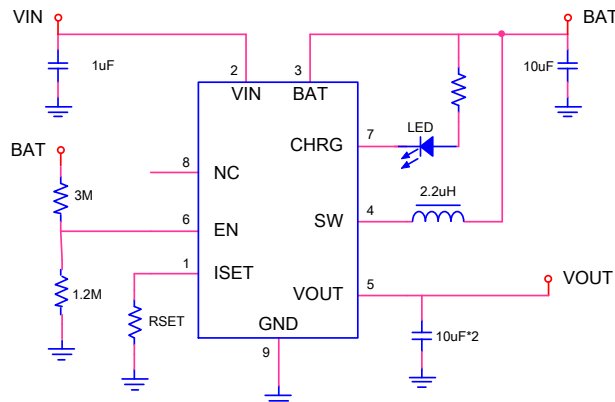 VIN
BAT
1uF
2
3
10uF
VIN
BAT
7
LED
CHRG
BAT
8
NC
3M
2.2uH
6
4
EN
SW
1
ISET
5
VOUT
VOUT
1.2M
RSET
GND
10uF*2
9